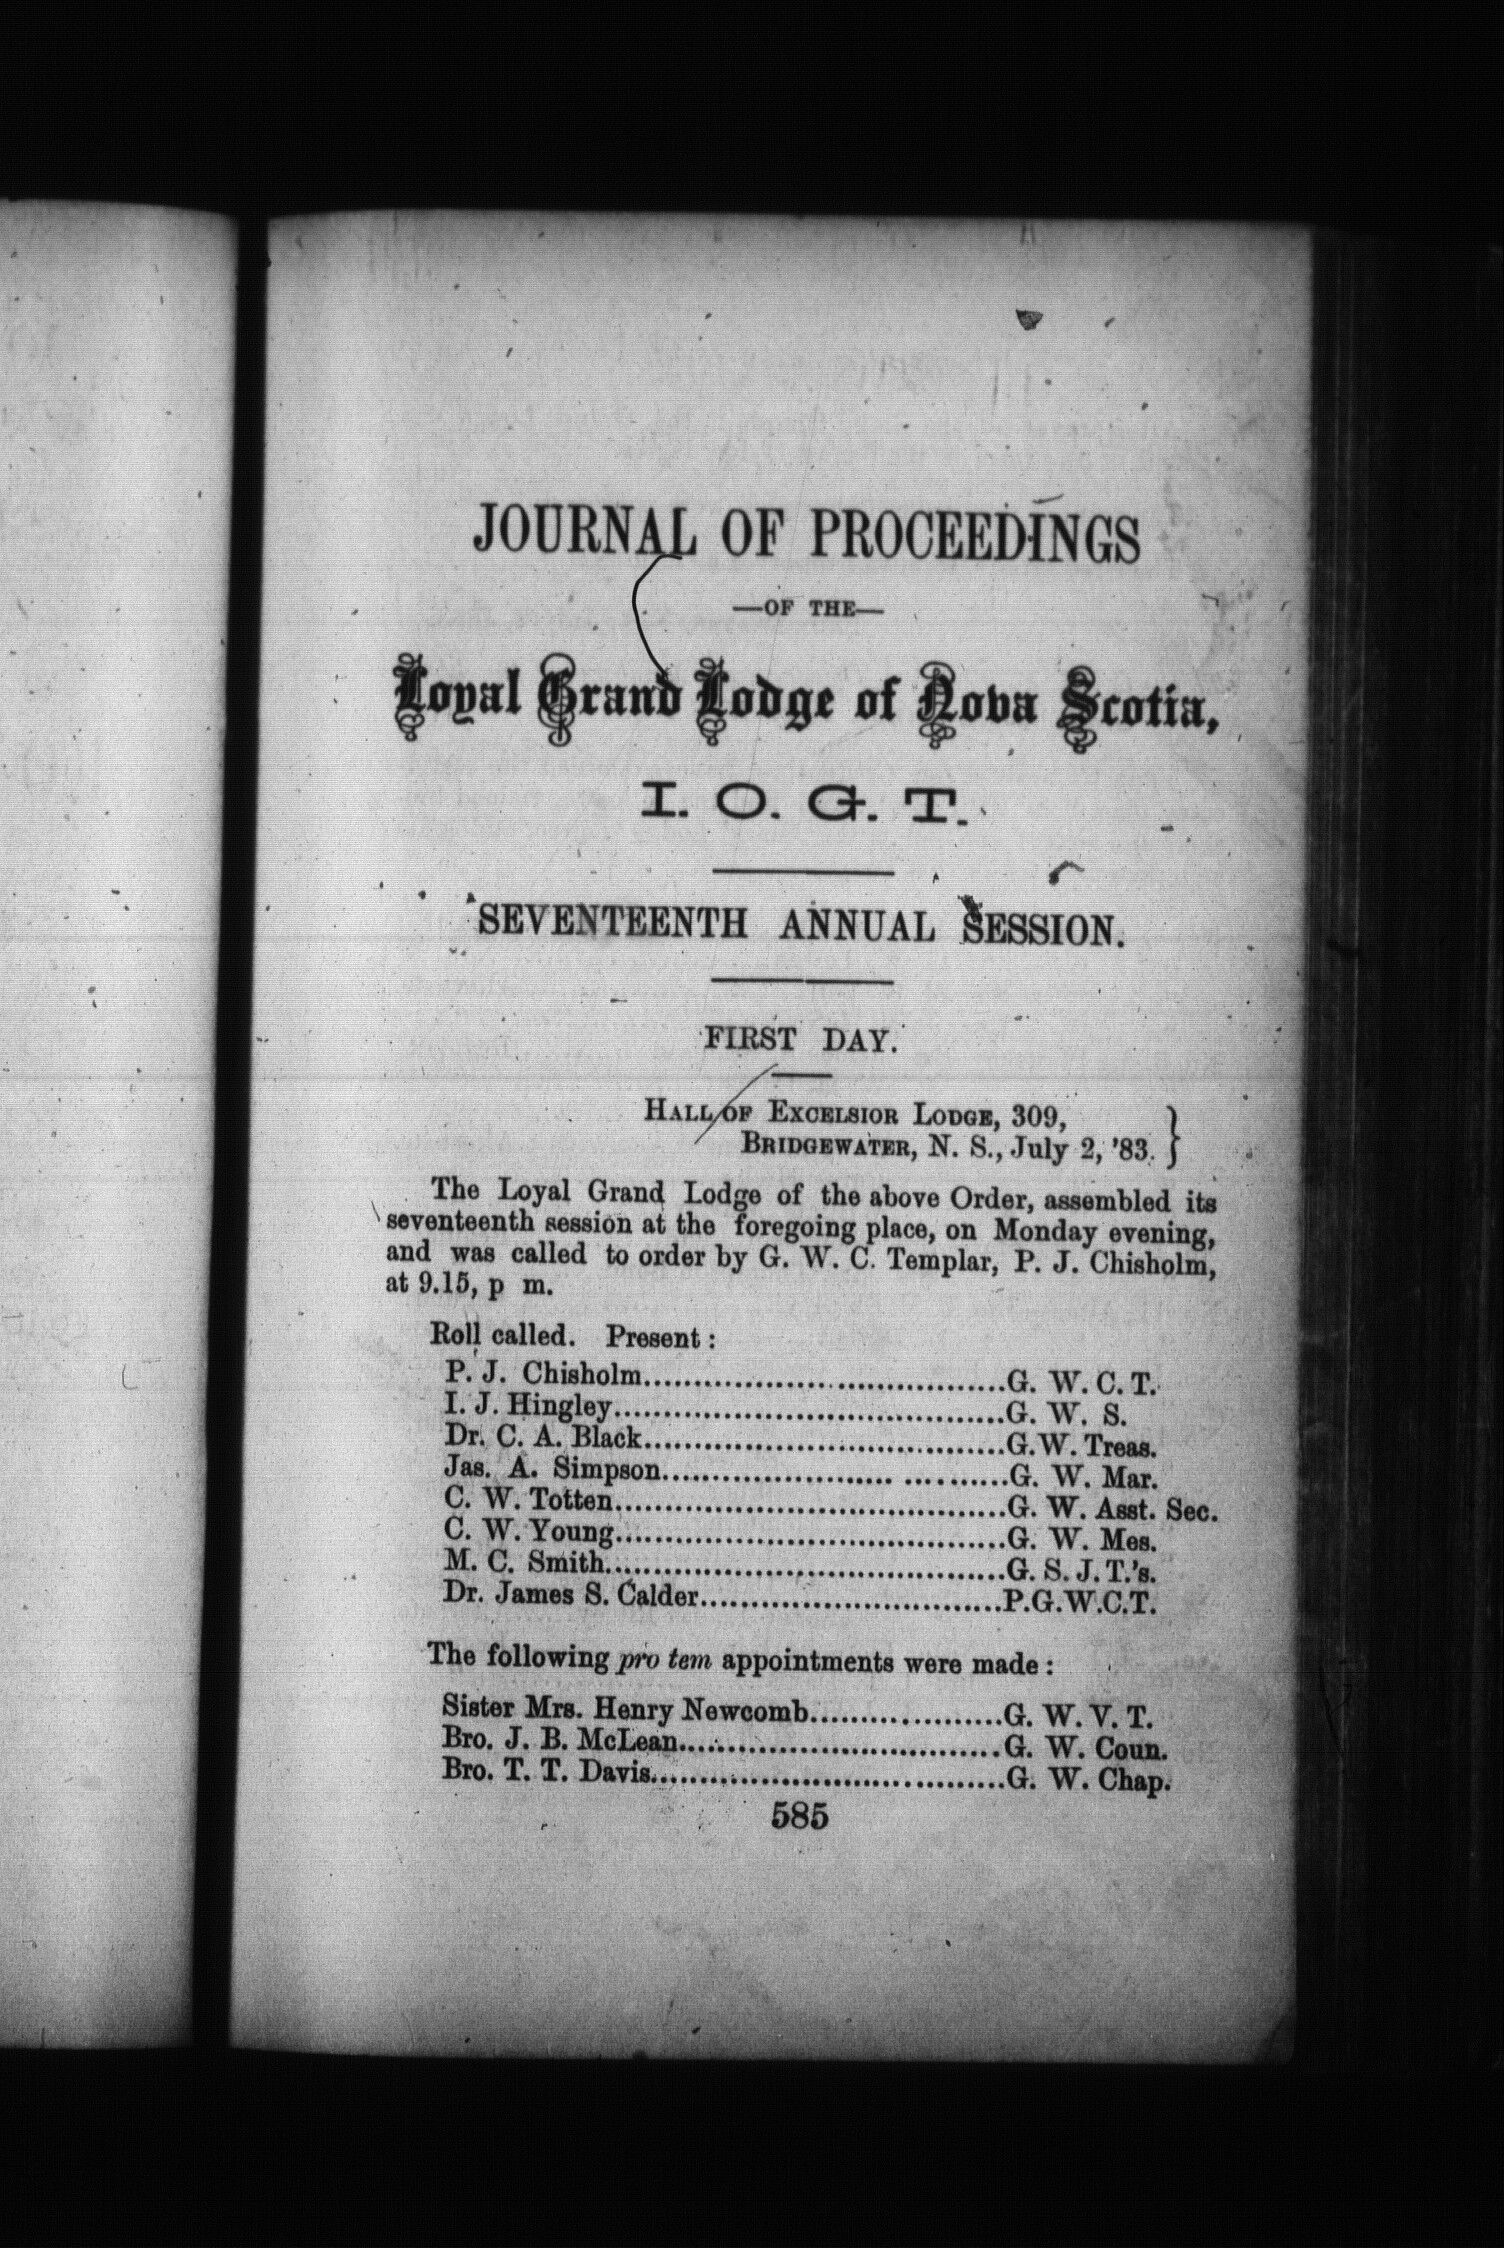 JOURNAL OF PROCEEDINGS
—OF THE—
Loyal Grand Lodge of Nova Scotia,
I. O. G. T.
SEVENTEENTH ANNUAL SESSION.
FIRST DAY.
HALL OF EXCELSIOR LODGE, 309,
BRIDGEWATER, N. S., July 2, '83. }
The Loyal Grand Lodge of the above Order, assembled its
seventeenth session at the foregoing place, on Monday evening,
and was called to order by G. W. C. Templar, P. J. Chisholm,
at 9.15, p m.
Roll called. Present :
P. J. Chisholm....................................G. W. C. T.
I. J. Hingley.......................................G. W. S.
Dr. C. A. Black....................................G.W. Treas.
Jas. A. Simpson....................... ..........G. W. Mar.
C. W. Totten.......................................G. W. Asst. Sec.
C. W. Young.......................................G. W. Mes.
M. C. Smith........................................G. S. J. T.'s.
Dr. James S. Calder..............................P.G.W.C.T.
The following pro tem appointments were made :
Sister Mrs. Henry Newcomb...................G. W. V. T.
Bro. J. B. McLean................................G. W. Coun.
Bro. T. T. Davis...................................G. W. Chap.
585